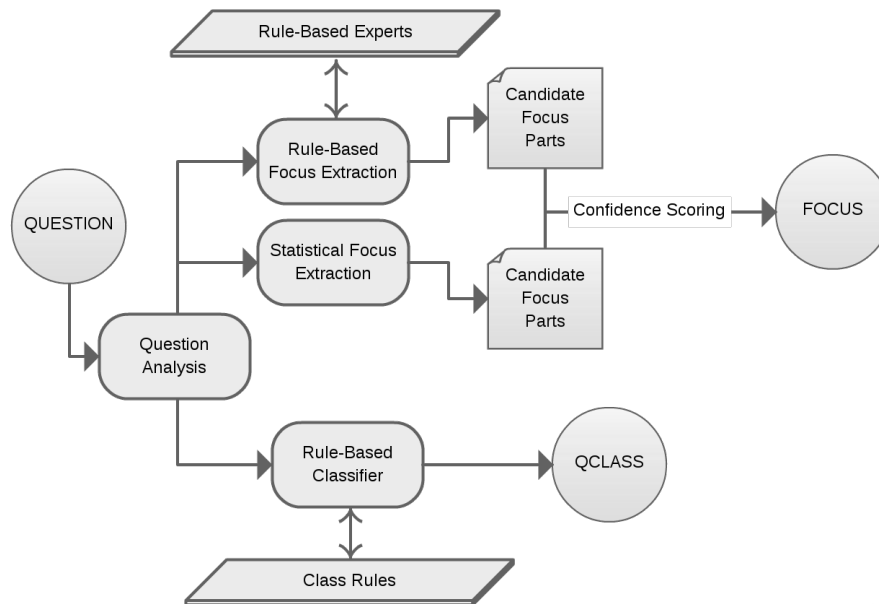 Rule-Based Experts
Candidate
Focus
Parts
Rule-Based
Focus Extraction
QUESTION
Confidence Scoring
FOCUS
Statistical Focus
Extraction
Candidate
Focus
Parts
Question
Analysis
Rule-Based
Classifier
QCLASS
Class Rules